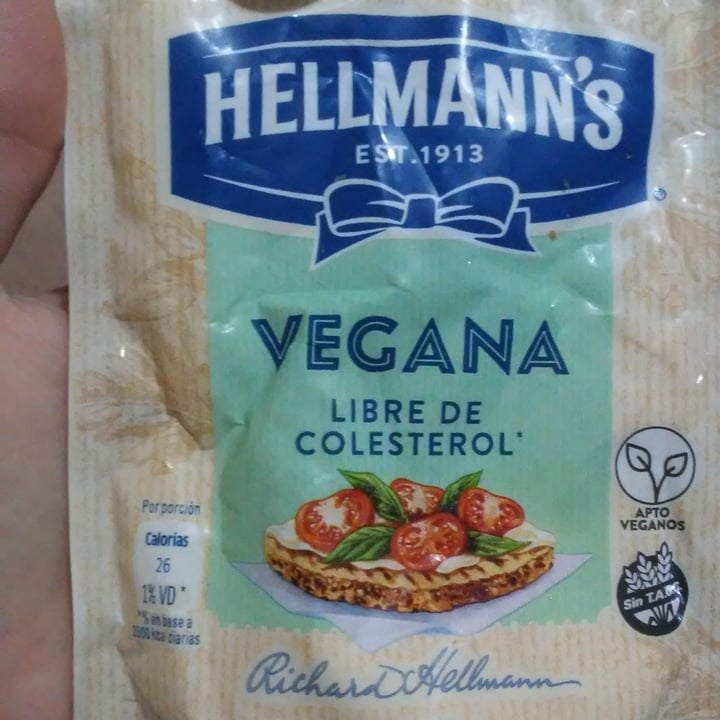 HELLMANN'S
EST.1913
®
VEGANA
LIBRE DE
COLESTEROL*
APTO
VEGANOS
Sin T.A.C.C.
Por porción
Calorías
26
1% VD *
*% en base a
2000 kcal diarias
Richard Hellmann